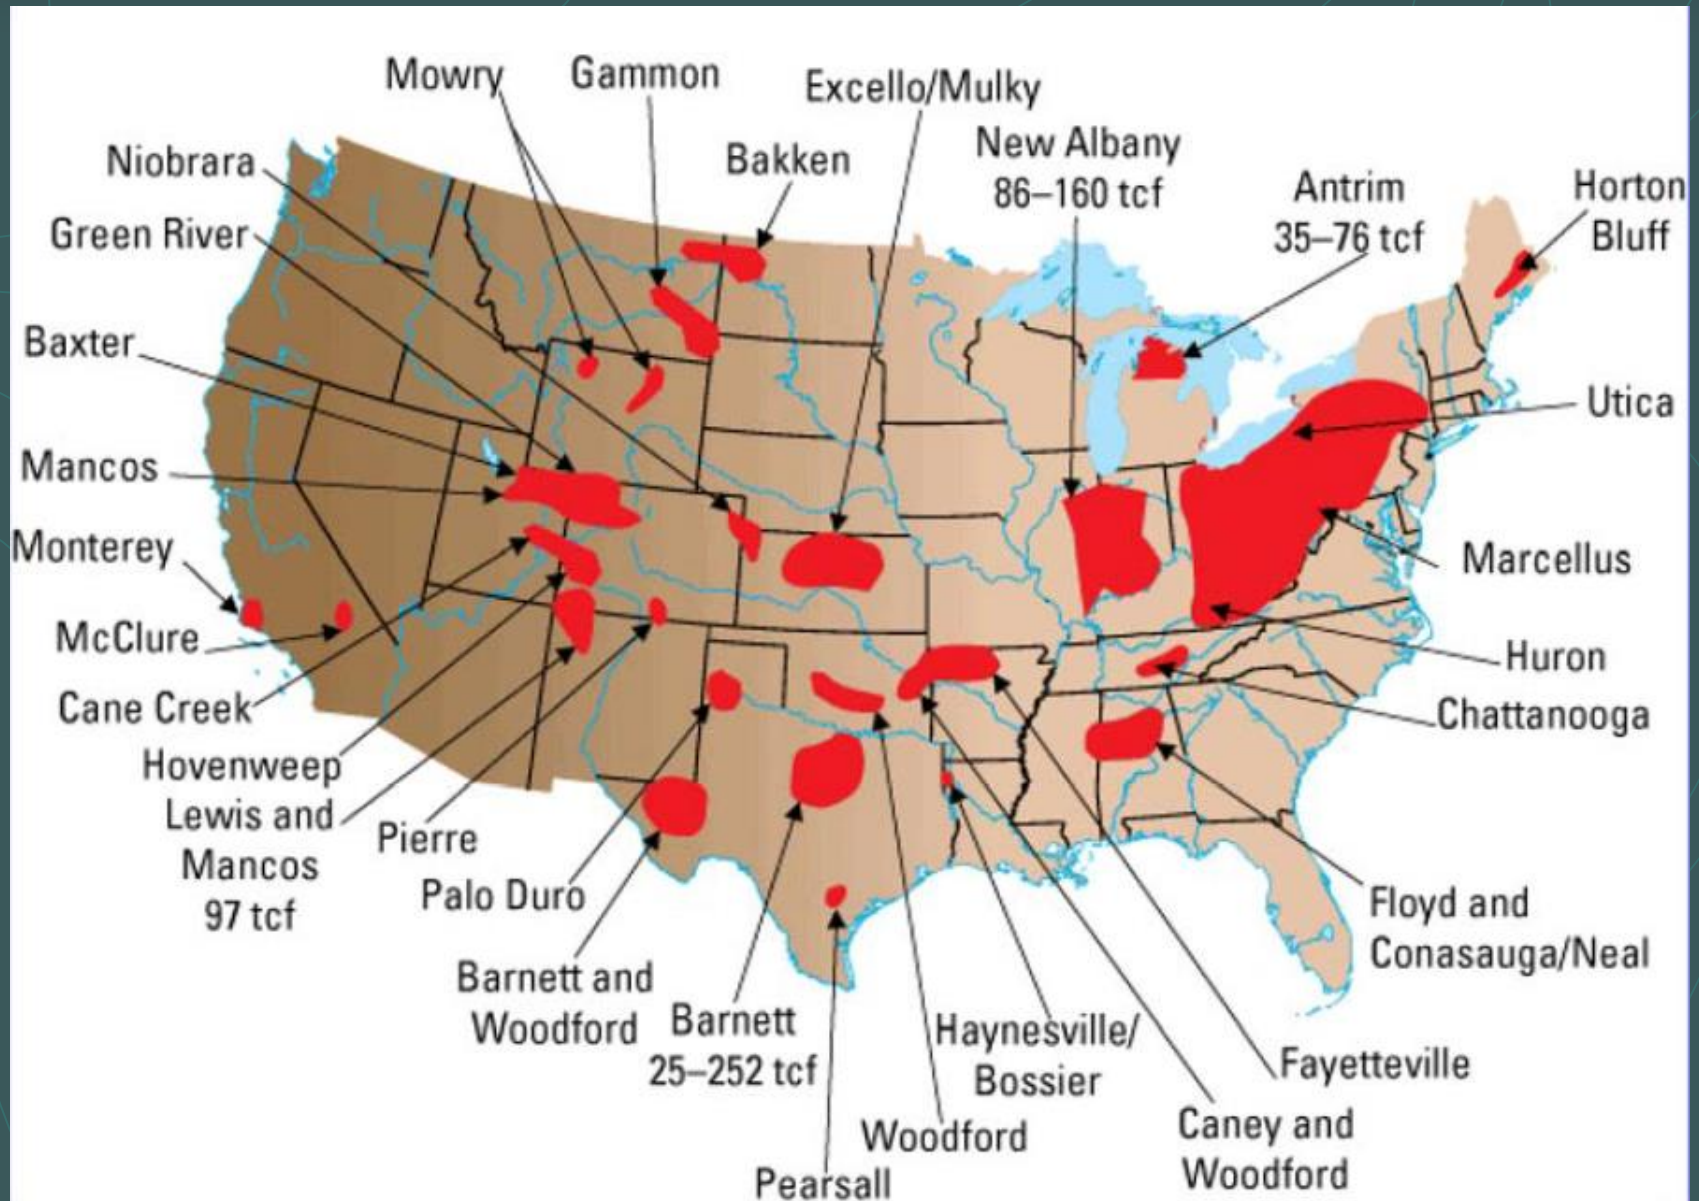 Mowry
Gammon
Excello/Mulky
New Albany
86–160 tcf
Niobrara
Bakken
Antrim
35–76 tcf
Horton
Bluff
Green River
Baxter
Utica
Mancos
Monterey
Marcellus
McClure
Huron
Cane Creek
Chattanooga
Hovenweep
Lewis and
Mancos
97 tcf
Pierre
Palo Duro
Floyd and
Conasauga/Neal
Barnett and
Woodford
Barnett
25–252 tcf
Haynesville/
Bossier
Fayetteville
Woodford
Caney and
Woodford
Pearsall